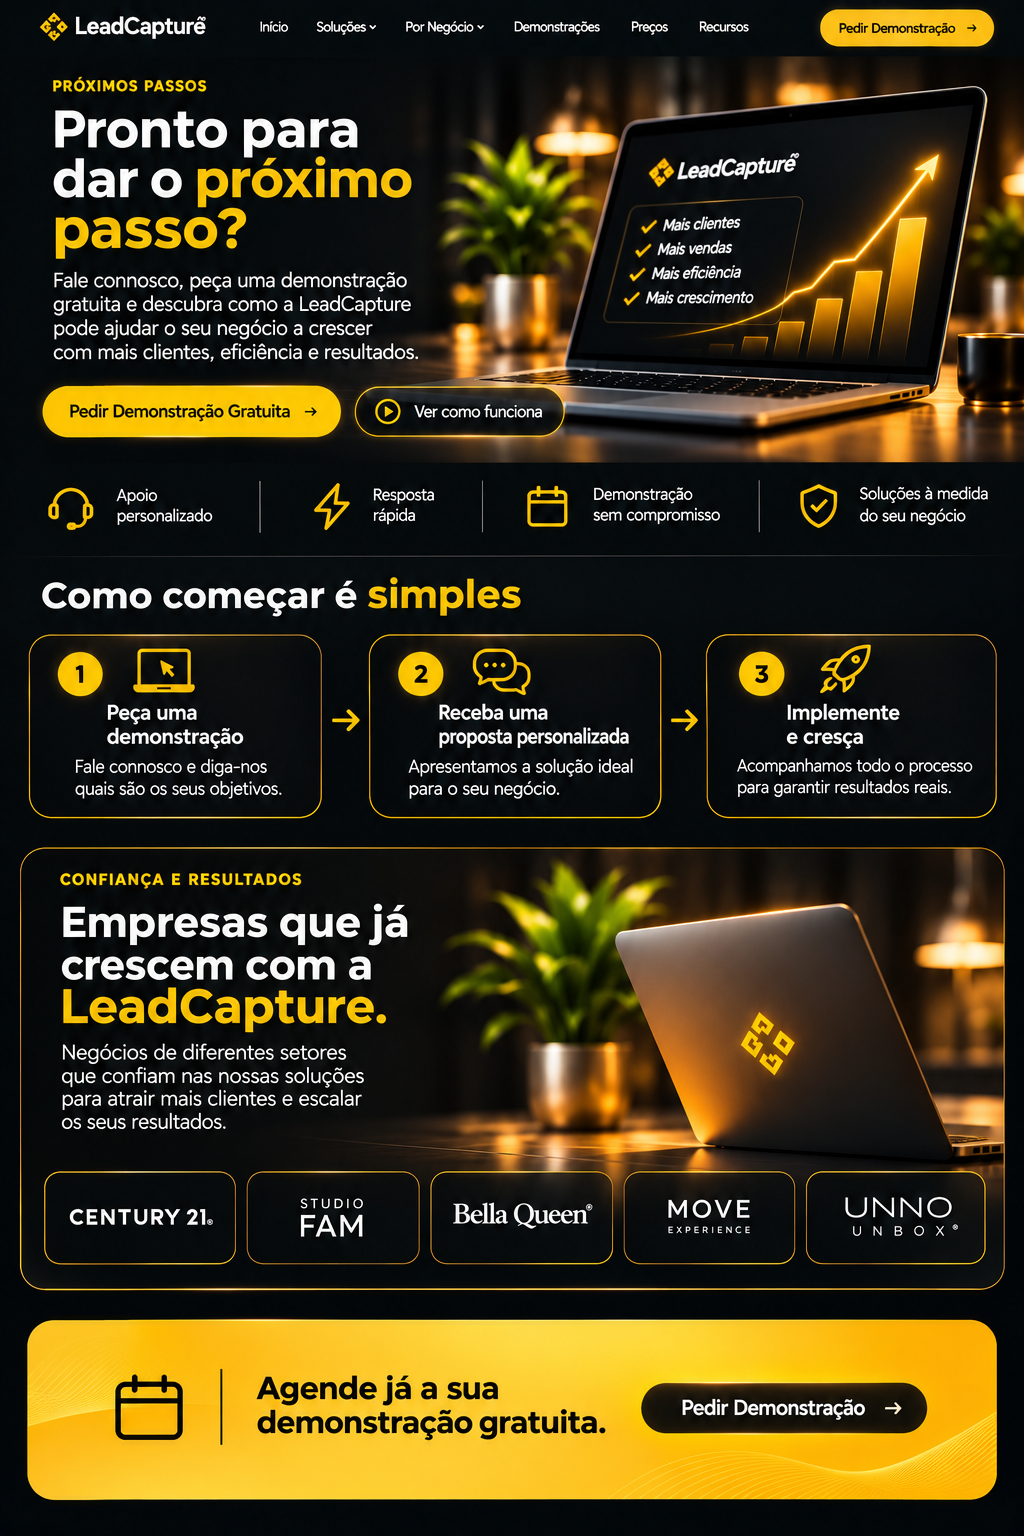 LeadCapture®
Início
Soluções
Por Negócio
Demonstrações
Preços
Recursos
Pedir Demonstração →
PRÓXIMOS PASSOS
Pronto para
dar o próximo
passo?
Fale connosco, peça uma demonstração
gratuita e descubra como a LeadCapture
pode ajudar o seu negócio a crescer
com mais clientes, eficiência e resultados.
Pedir Demonstração Gratuita →
Ver como funciona
LeadCapture®
Mais clientes
Mais vendas
Mais eficiência
Mais crescimento
Apoio
personalizado
Resposta
rápida
Demonstração
sem compromisso
Soluções à medida
do seu negócio
Como começar é simples
1
Peça uma
demonstração
Fale connosco e diga-nos
quais são os seus objetivos.
2
Receba uma
proposta personalizada
Apresentamos a solução ideal
para o seu negócio.
3
Implemente
e cresça
Acompanhamos todo o processo
para garantir resultados reais.
CONFIANÇA E RESULTADOS
Empresas que já
crescem com a
LeadCapture.
Negócios de diferentes setores
que confiam nas nossas soluções
para atrair mais clientes e escalar
os seus resultados.
CENTURY 21®
STUDIO
FAM
Bella Queen®
MOVE
EXPERIENCE
UNNO
UNBOX®
Agende já a sua
demonstração gratuita.
Pedir Demonstração →